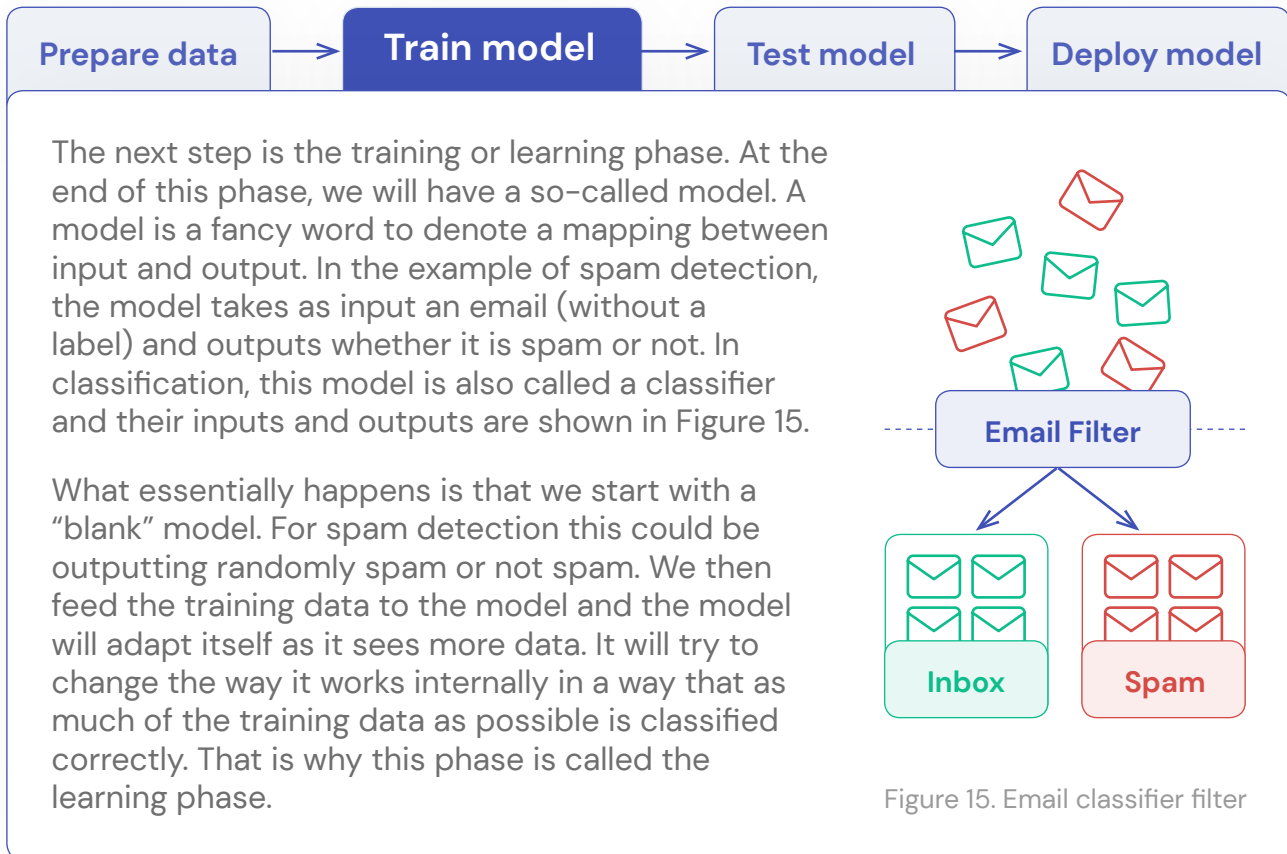 Prepare data
Train model
Test model
Deploy model
The next step is the training or learning phase. At the
end of this phase, we will have a so-called model. A
model is a fancy word to denote a mapping between
input and output. In the example of spam detection,
the model takes as input an email (without a
label) and outputs whether it is spam or not. In
classification, this model is also called a classifier
and their inputs and outputs are shown in Figure 15.
What essentially happens is that we start with a
“blank” model. For spam detection this could be
outputting randomly spam or not spam. We then
feed the training data to the model and the model
will adapt itself as it sees more data. It will try to
change the way it works internally in a way that as
much of the training data as possible is classified
correctly. That is why this phase is called the
learning phase.
Email Filter
Inbox
Spam
Figure 15. Email classifier filter